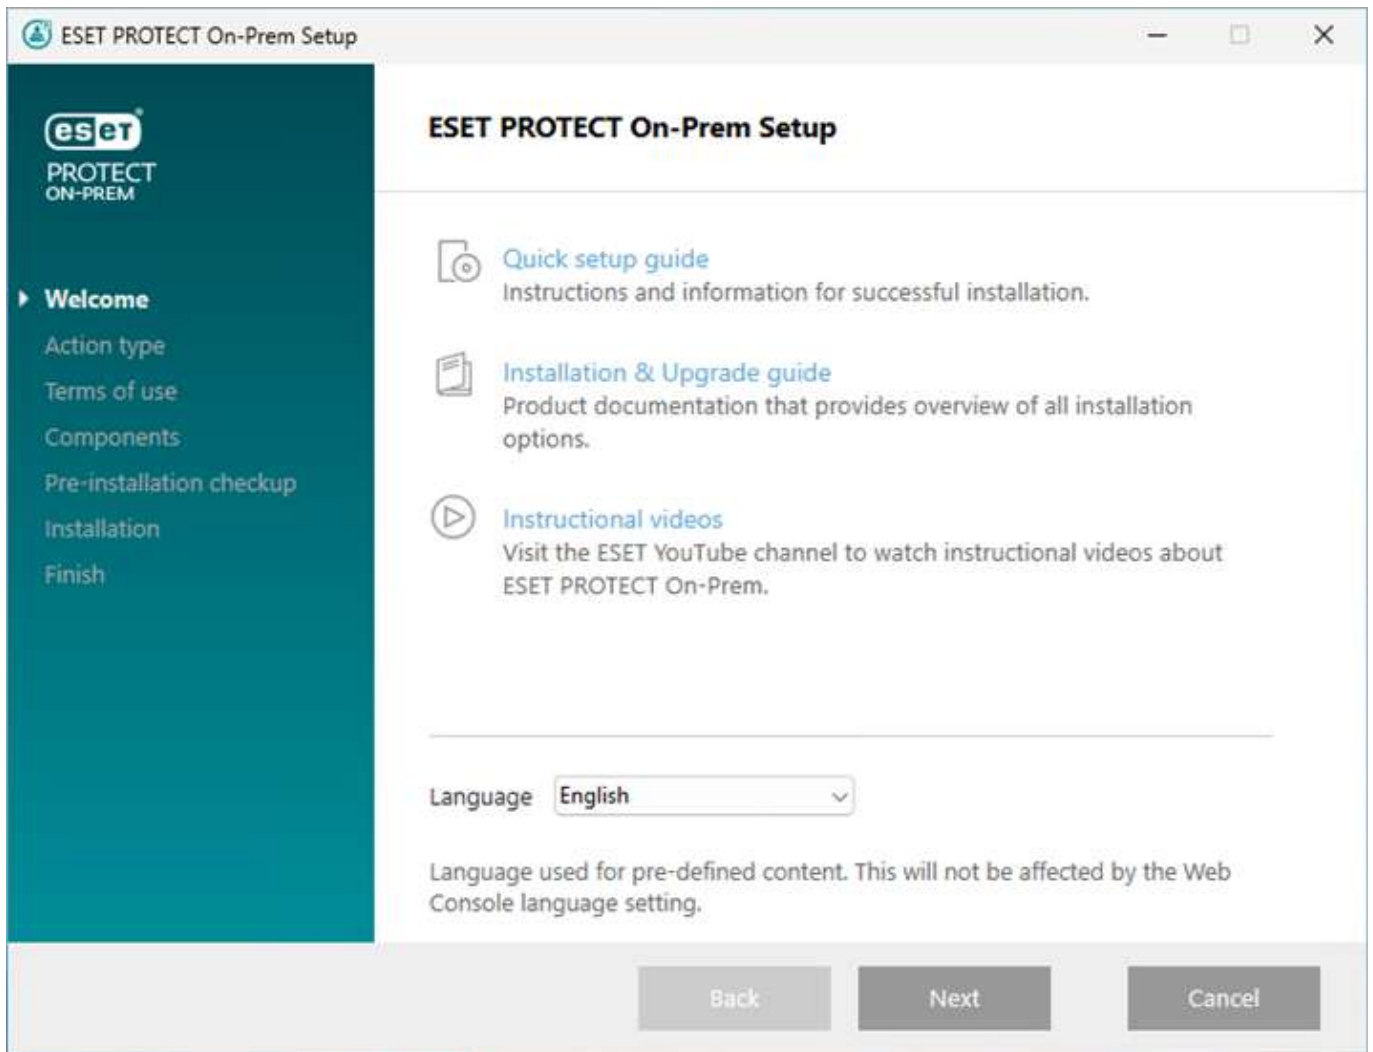 ESET PROTECT On-Prem Setup
eseT
PROTECT
ON-PREM
Welcome
Action type
Terms of use
Components
Pre-installation checkup
Installation
Finish
ESET PROTECT On-Prem Setup
Quick setup guide
Instructions and information for successful installation.
Installation & Upgrade guide
Product documentation that provides overview of all installation
options.
Instructional videos
Visit the ESET YouTube channel to watch instructional videos about
ESET PROTECT On-Prem.
Language English
Language used for pre-defined content. This will not be affected by the Web
Console language setting.
Back Next Cancel